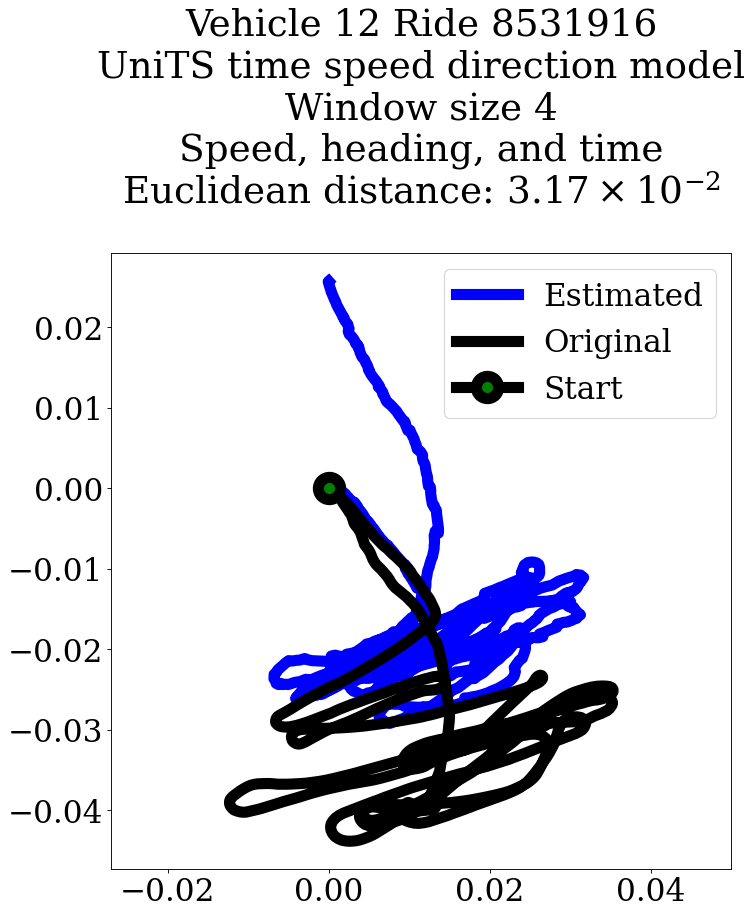 Vehicle 12 Ride 8531916
UniTS time speed direction model
Window size 4
Speed, heading, and time
Euclidean distance: 3.17 × 10⁻²
Estimated
Original
Start
0.02
0.01
0.00
−0.01
−0.02
−0.03
−0.04
−0.02 0.00 0.02 0.04